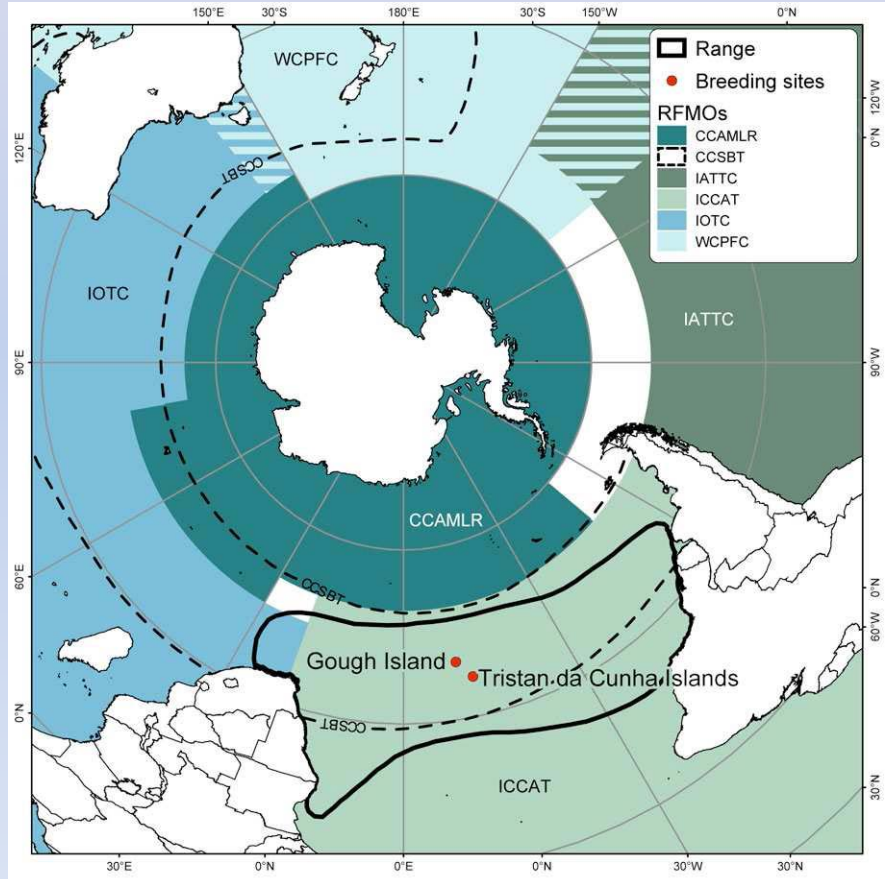 150°E
30°S
180°E
30°S
150°W
0°N
WCPFC
Range
Breeding sites
RFMOs
CCAMLR
CCSBT
IATTC
ICCAT
IOTC
WCPFC
120°W
0°N
120°E
CCSBT
IOTC
IATTC
90°E
90°W
CCAMLR
60°E
CCSBT
0°N
60°W
Gough Island
Tristan da Cunha Islands
0°N
CCSBT
ICCAT
30°N
30°E
0°N
0°E
0°N
30°W
30°N